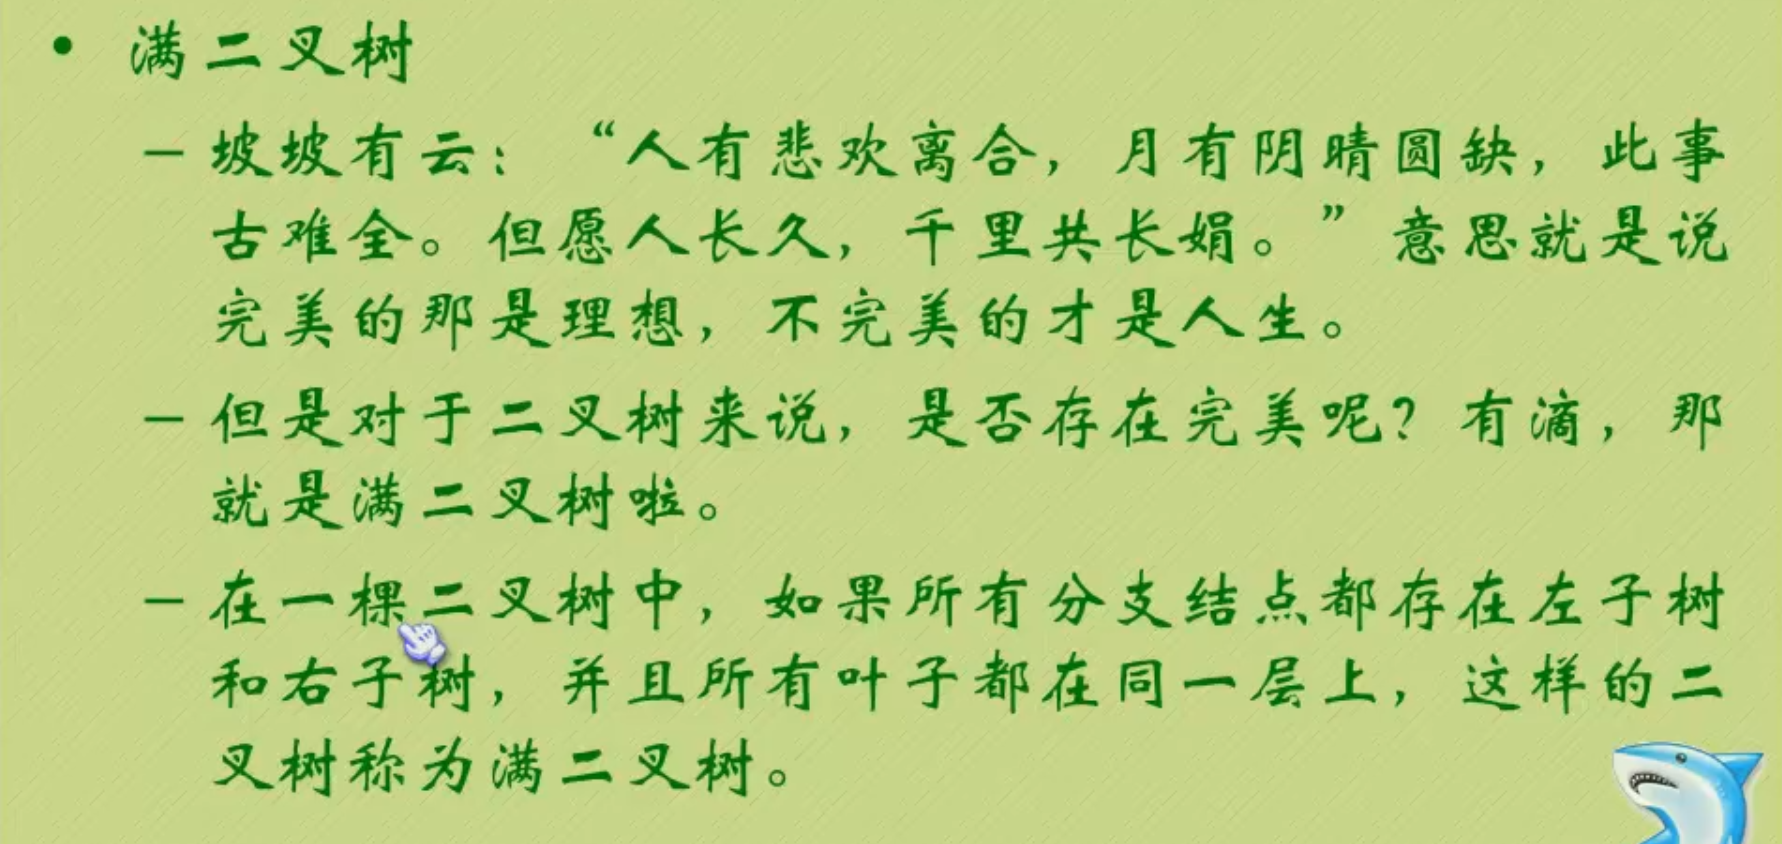 • 满二叉树
– 坡坡有云：“人有悲欢离合，月有阴晴圆缺，此事
古难全。但愿人长久，千里共长娟。”意思就是说
完美的那是理想，不完美的才是人生。
– 但是对于二叉树来说，是否存在完美呢？有滴，那
就是满二叉树啦。
– 在一棵二叉树中，如果所有分支结点都存在左子树
和右子树，并且所有叶子都在同一层上，这样的二
叉树称为满二叉树。